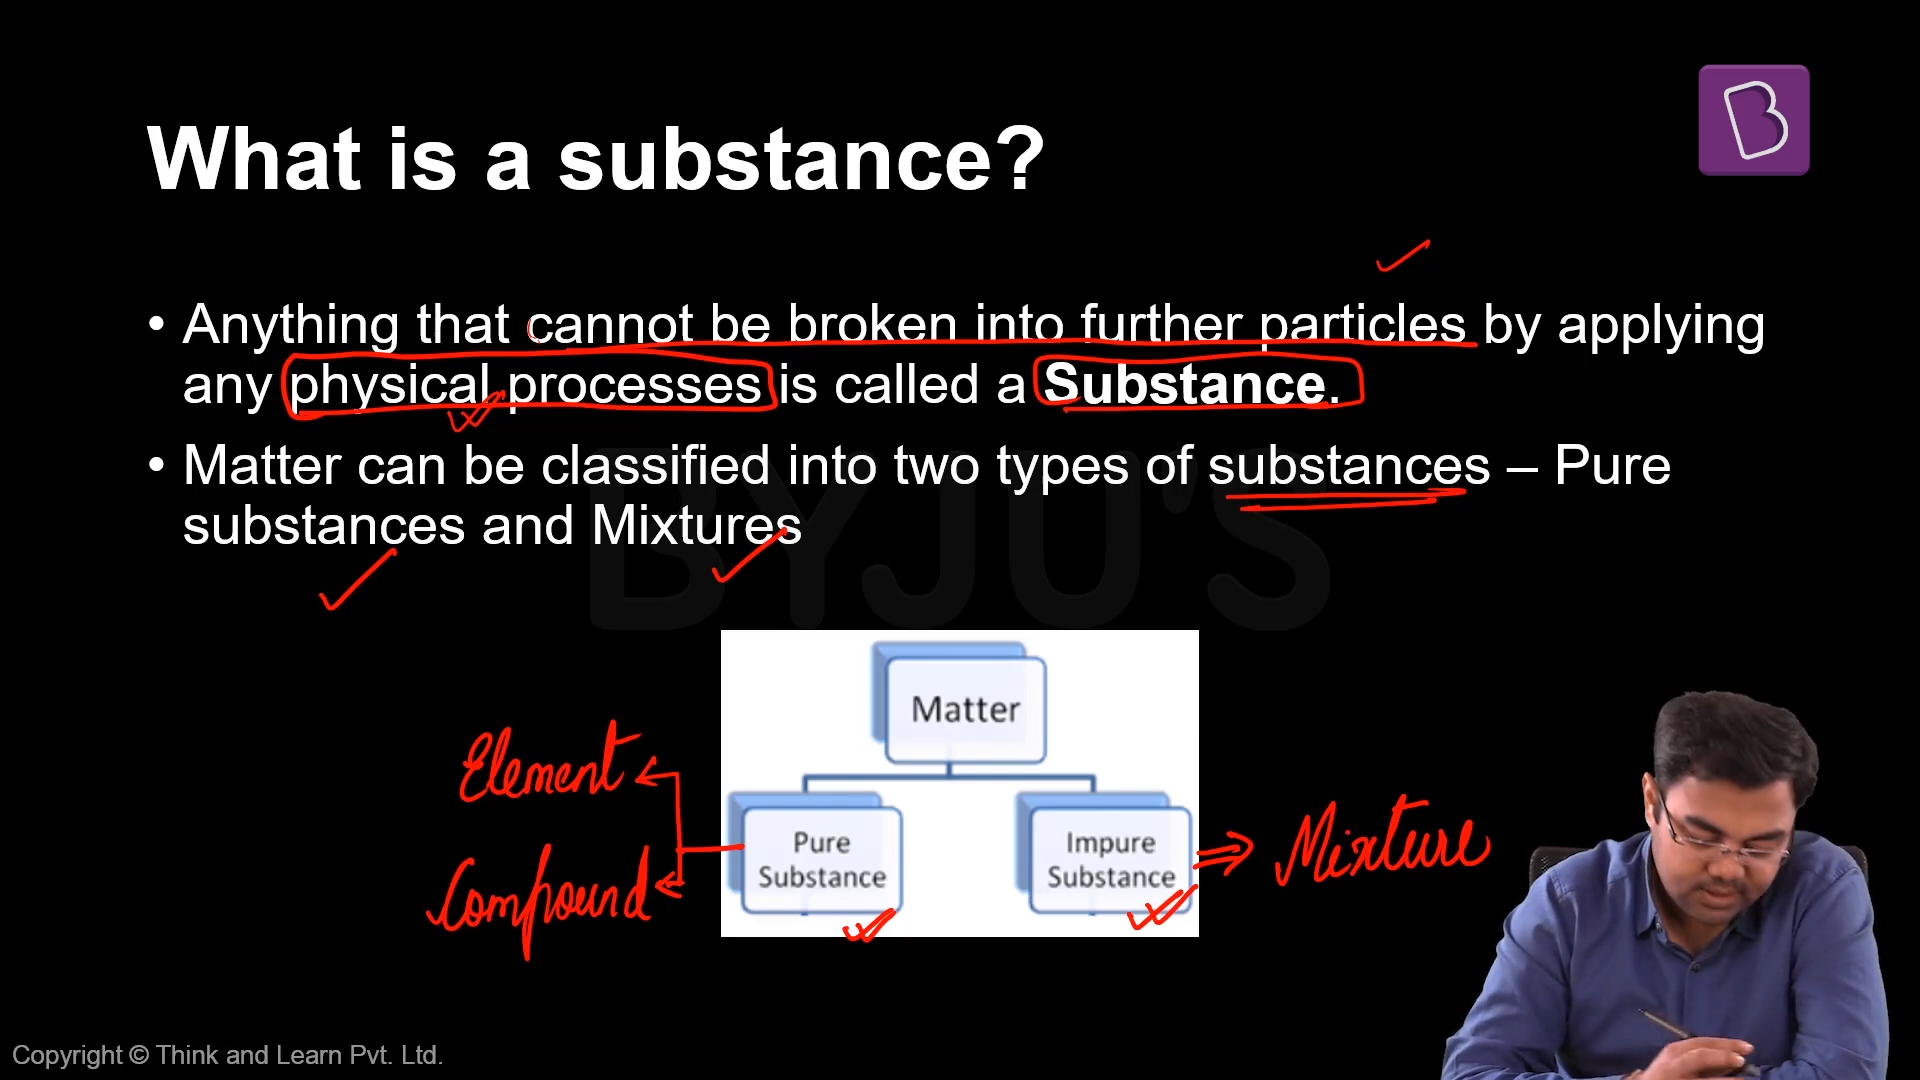 What is a substance?
• Anything that cannot be broken into further particles by applying
any physical processes is called a Substance.
• Matter can be classified into two types of substances – Pure
substances and Mixtures
BYJU'S
Matter
Element
Pure
Substance
Impure
Substance
Mixture
Compound
Copyright © Think and Learn Pvt. Ltd.